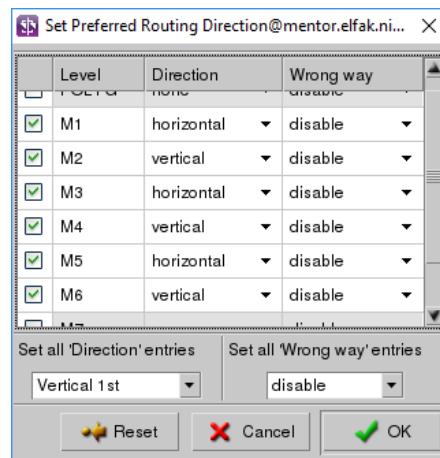 Set Preferred Routing Direction@mentor.elfak.ni...
Level Direction Wrong way
M1 horizontal disable
M2 vertical disable
M3 horizontal disable
M4 vertical disable
M5 horizontal disable
M6 vertical disable
Set all 'Direction' entries Set all 'Wrong way' entries
Vertical 1st disable
Reset Cancel OK